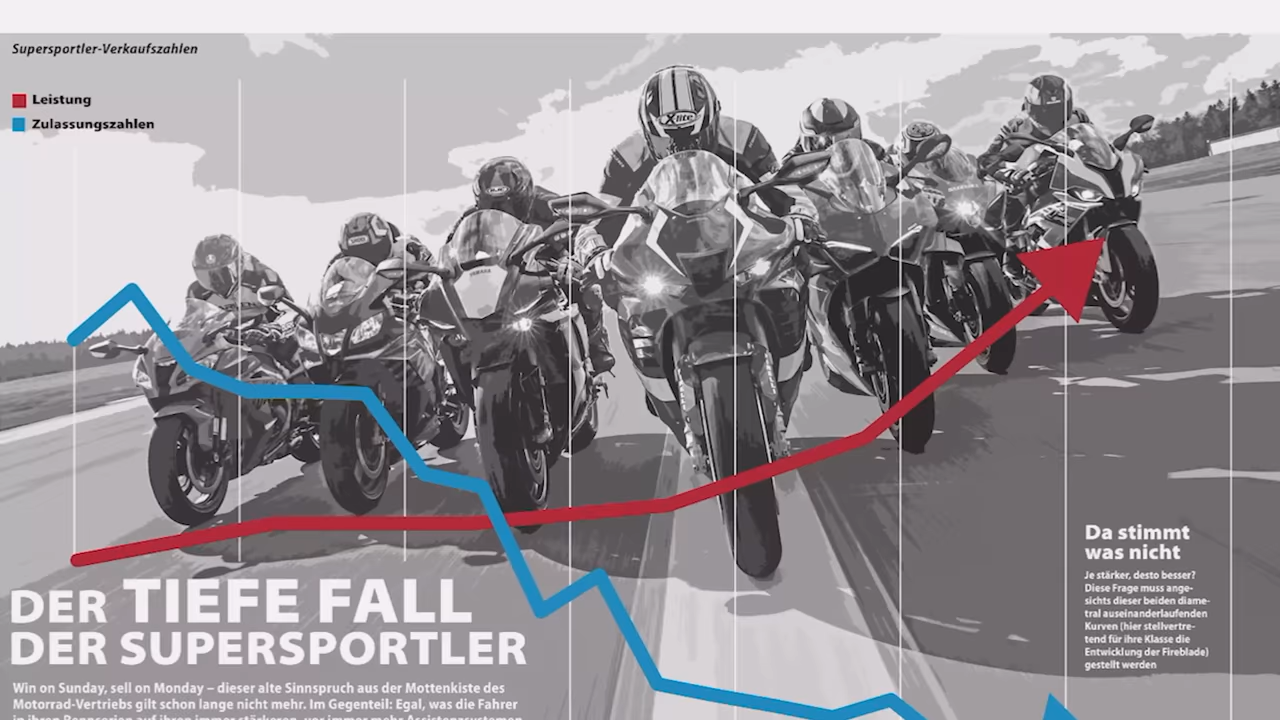 Supersportler-Verkaufszahlen
Leistung
Zulassungszahlen
Xlite
YAMAHA
DER TIEFE FALL
DER SUPERSPORTLER
Win on Sunday, sell on Monday – dieser alte Sinnspruch aus der Mottenkiste des
Motorrad-Vertriebs gilt schon lange nicht mehr. Im Gegenteil: Egal, was die Fahrer
Da stimmt
was nicht
Je stärker, desto besser?
Diese Frage muss ange-
sichts dieser beiden diame-
tral auseinanderlaufenden
Kurven (hier stellvertre-
tend für ihre Klasse die
Entwicklung der Fireblade)
gestellt werden